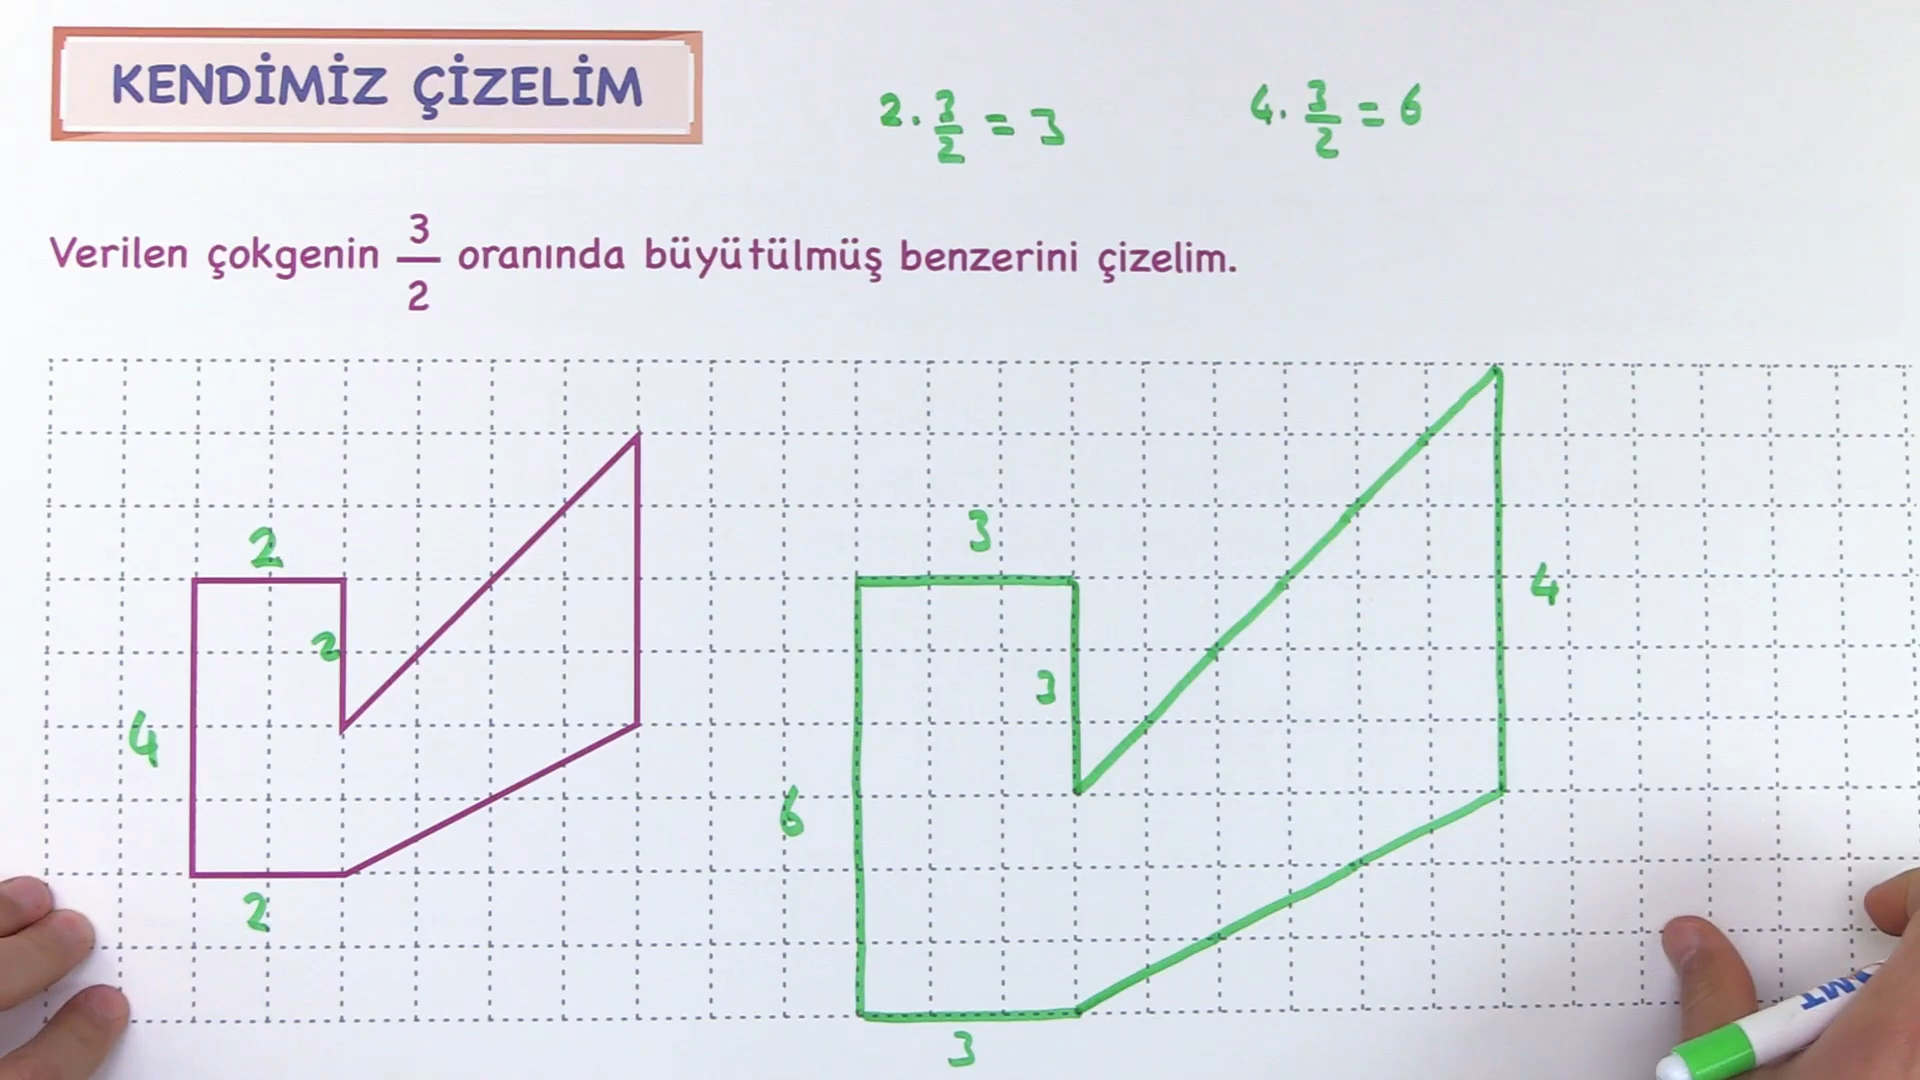 KENDİMİZ ÇİZELİM
2 . 3/2 = 3
4 . 3/2 = 6
Verilen çokgenin 3/2 oranında büyütülmüş benzerini çizelim.
2
3
2
4
3
4
6
2
3